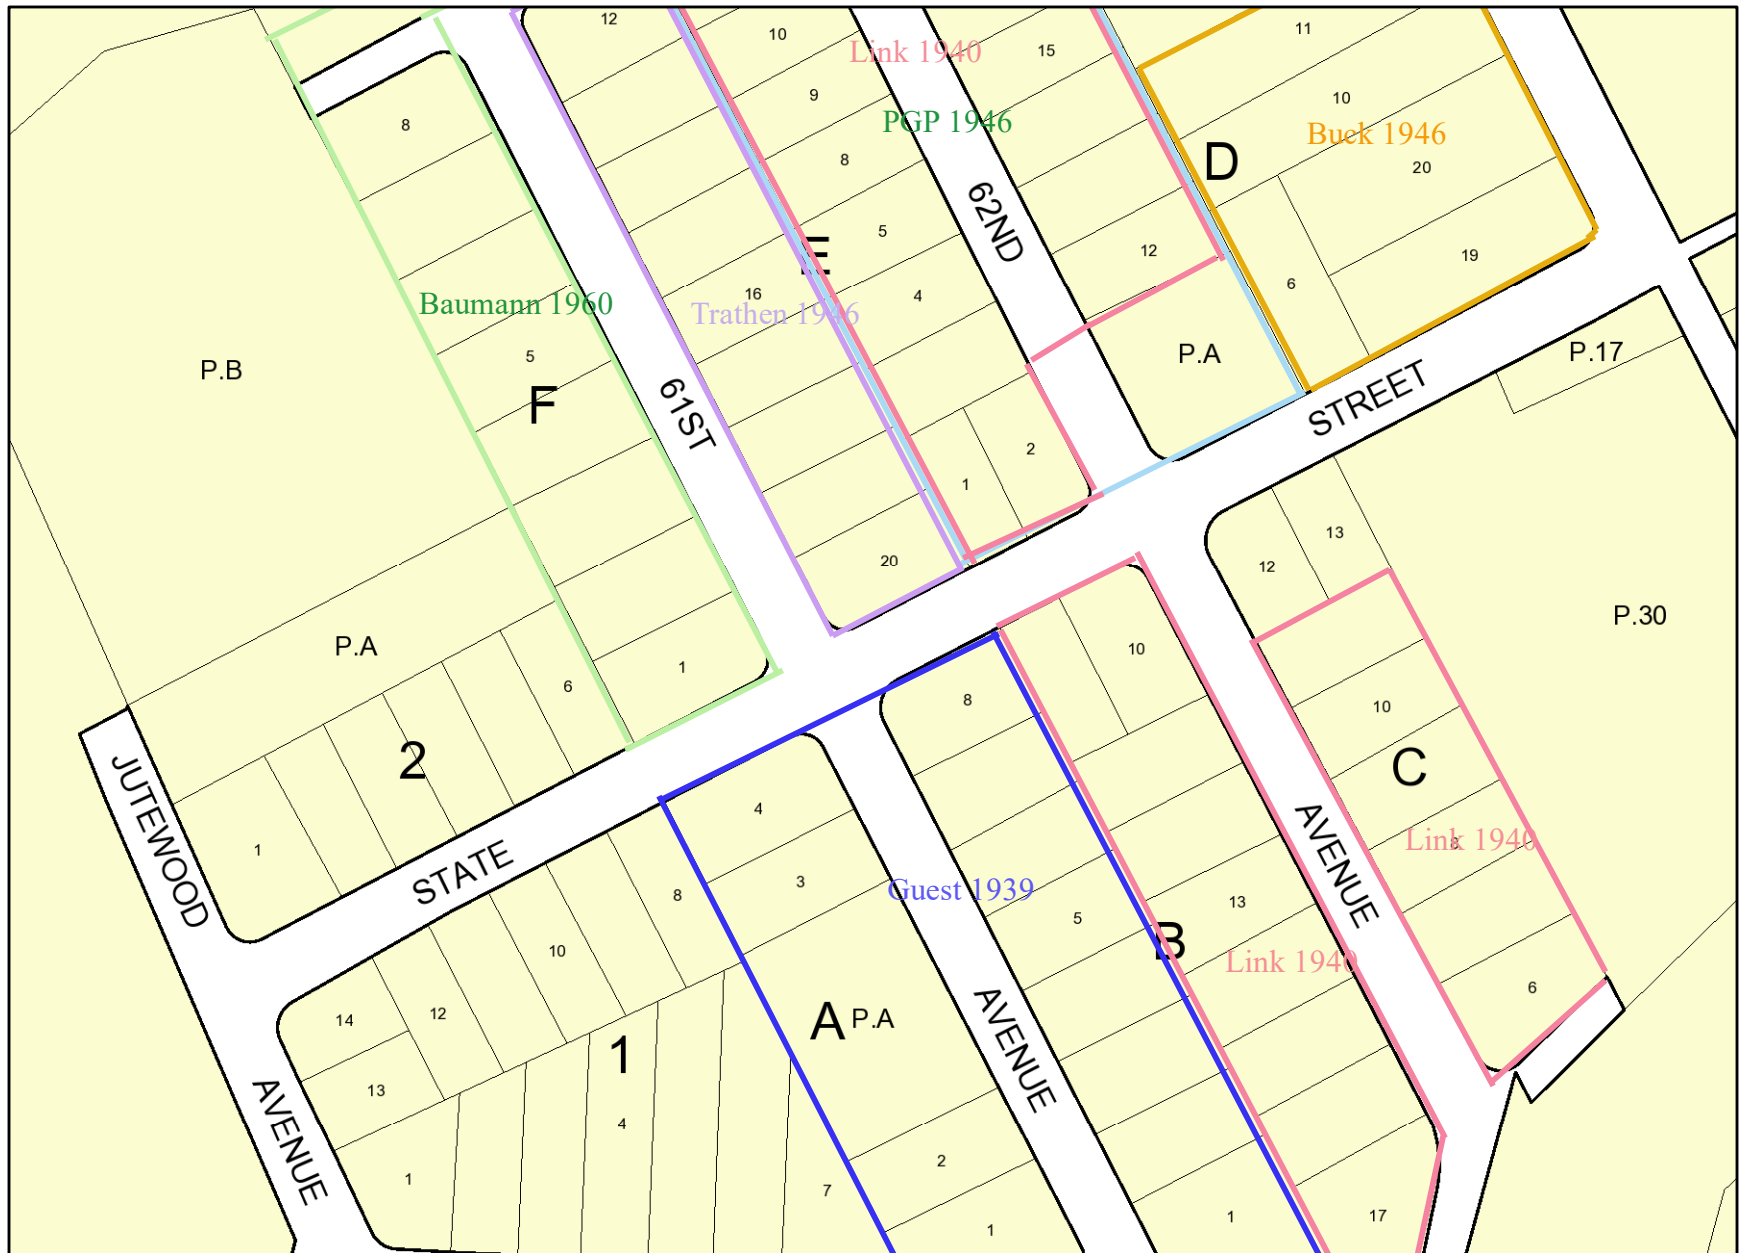 12
10
Link 1940
15
11
9
10
PGP 1946
Buck 1946
8
8
D
20
62ND
5
12
E
19
6
16
4
Baumann 1960
Trathen 1946
P.B
5
P.A
P.17
F
61ST
STREET
2
1
13
20
12
P.30
P.A
10
1
6
8
10
2
C
JUTEWOOD
4
1
STATE
AVENUE
Link 1940
8
3
8
Guest 1939
13
5
B
10
Link 1940
6
14
12
A
P.A
AVENUE
1
13
4
AVENUE
2
1
7
1
17
1